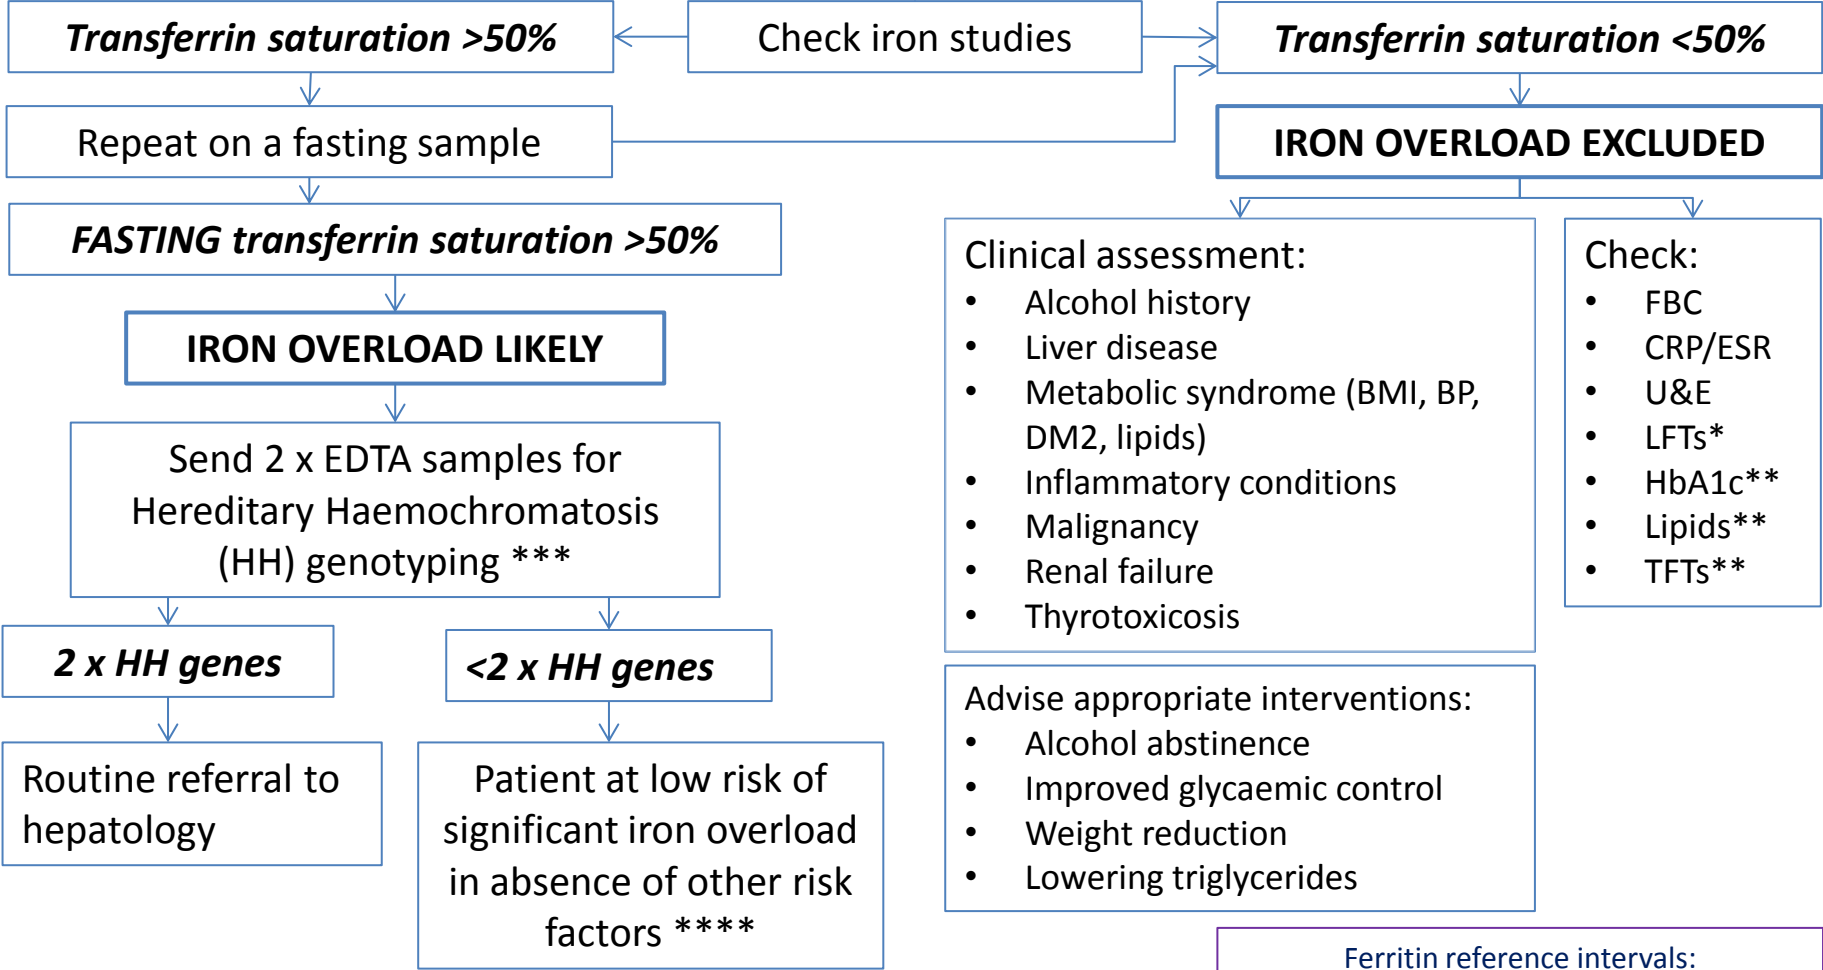 Transferrin saturation >50%
Check iron studies
Transferrin saturation <50%
Repeat on a fasting sample
IRON OVERLOAD EXCLUDED
FASTING transferrin saturation >50%
IRON OVERLOAD LIKELY
Send 2 x EDTA samples for
Hereditary Haemochromatosis
(HH) genotyping ***
2 x HH genes
<2 x HH genes
Routine referral to
hepatology
Patient at low risk of
significant iron overload
in absence of other risk
factors ****
Clinical assessment:
• Alcohol history
• Liver disease
• Metabolic syndrome (BMI, BP,
DM2, lipids)
• Inflammatory conditions
• Malignancy
• Renal failure
• Thyrotoxicosis
Check:
• FBC
• CRP/ESR
• U&E
• LFTs*
• HbA1c**
• Lipids**
• TFTs**
Advise appropriate interventions:
• Alcohol abstinence
• Improved glycaemic control
• Weight reduction
• Lowering triglycerides
Ferritin reference intervals: